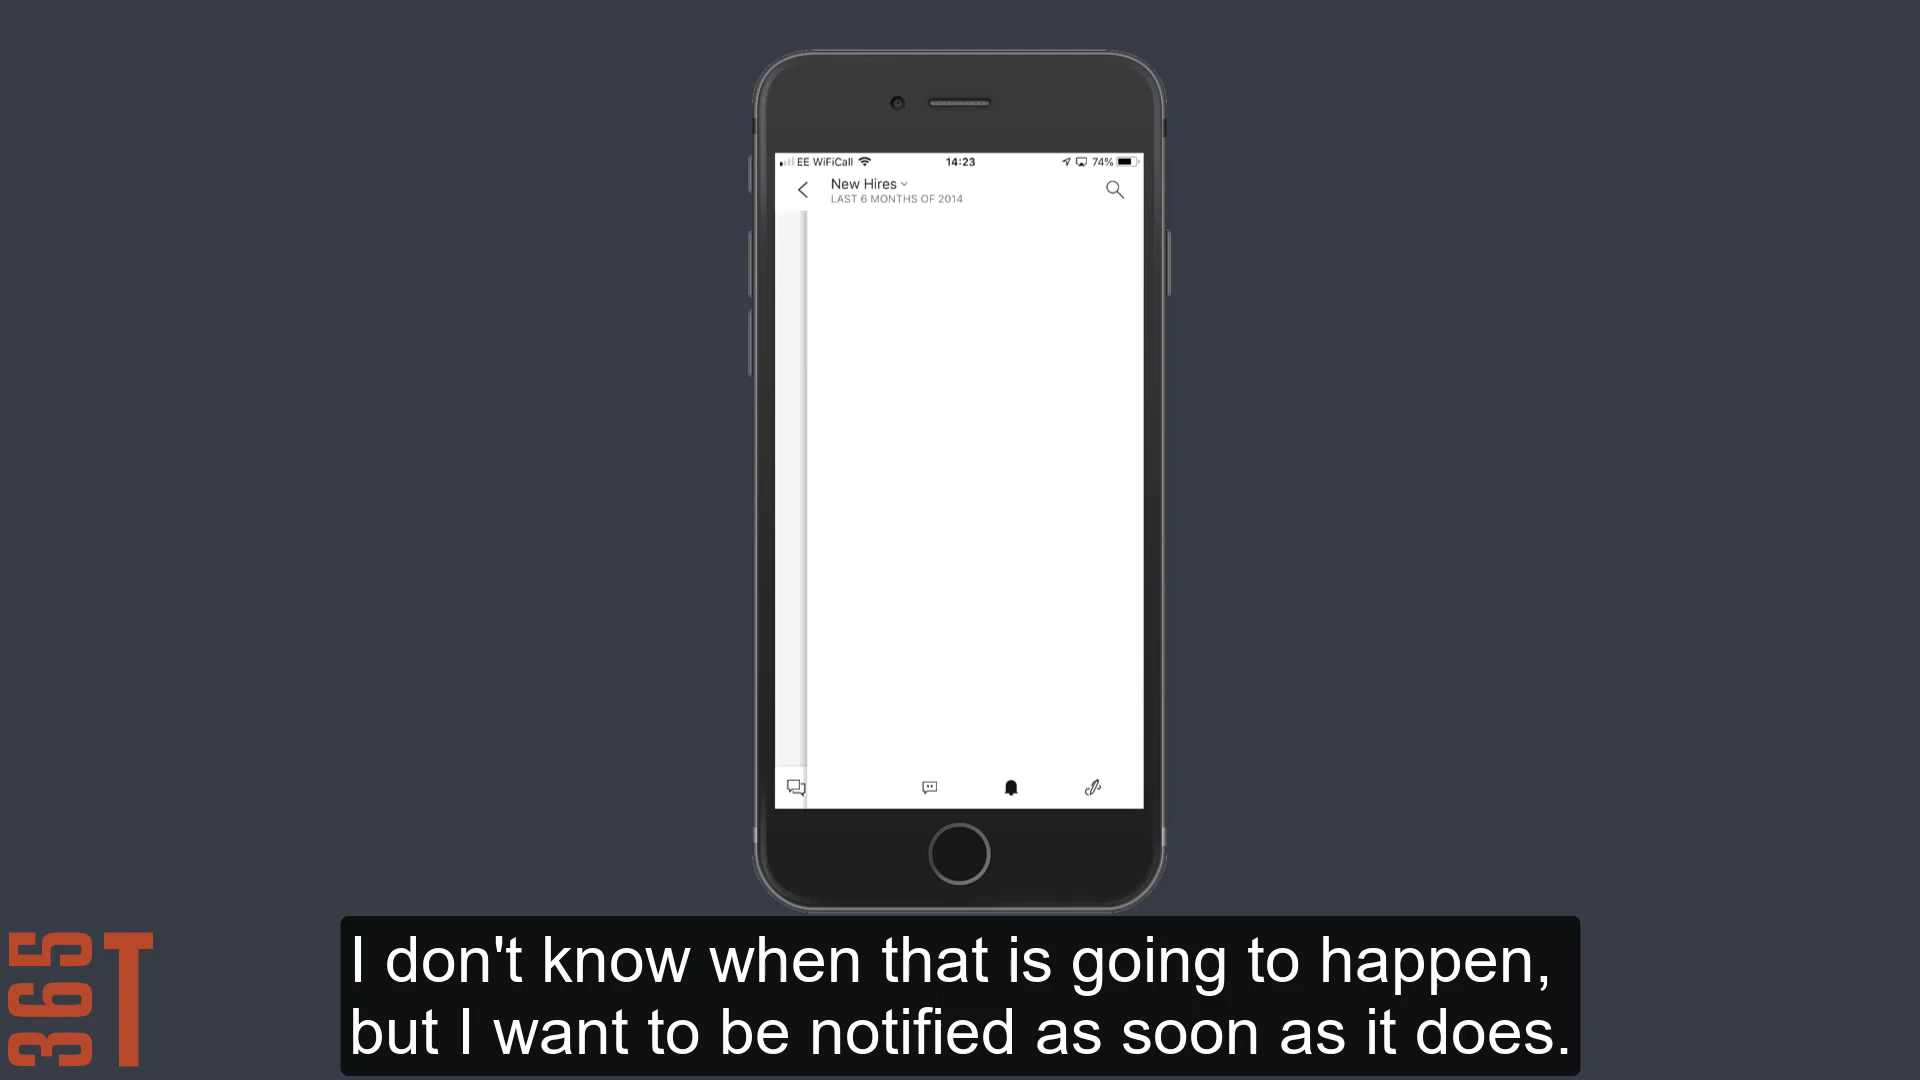 EE WiFiCall 14:23 74%
New Hires
LAST 6 MONTHS OF 2014
365 T
I don't know when that is going to happen,
but I want to be notified as soon as it does.